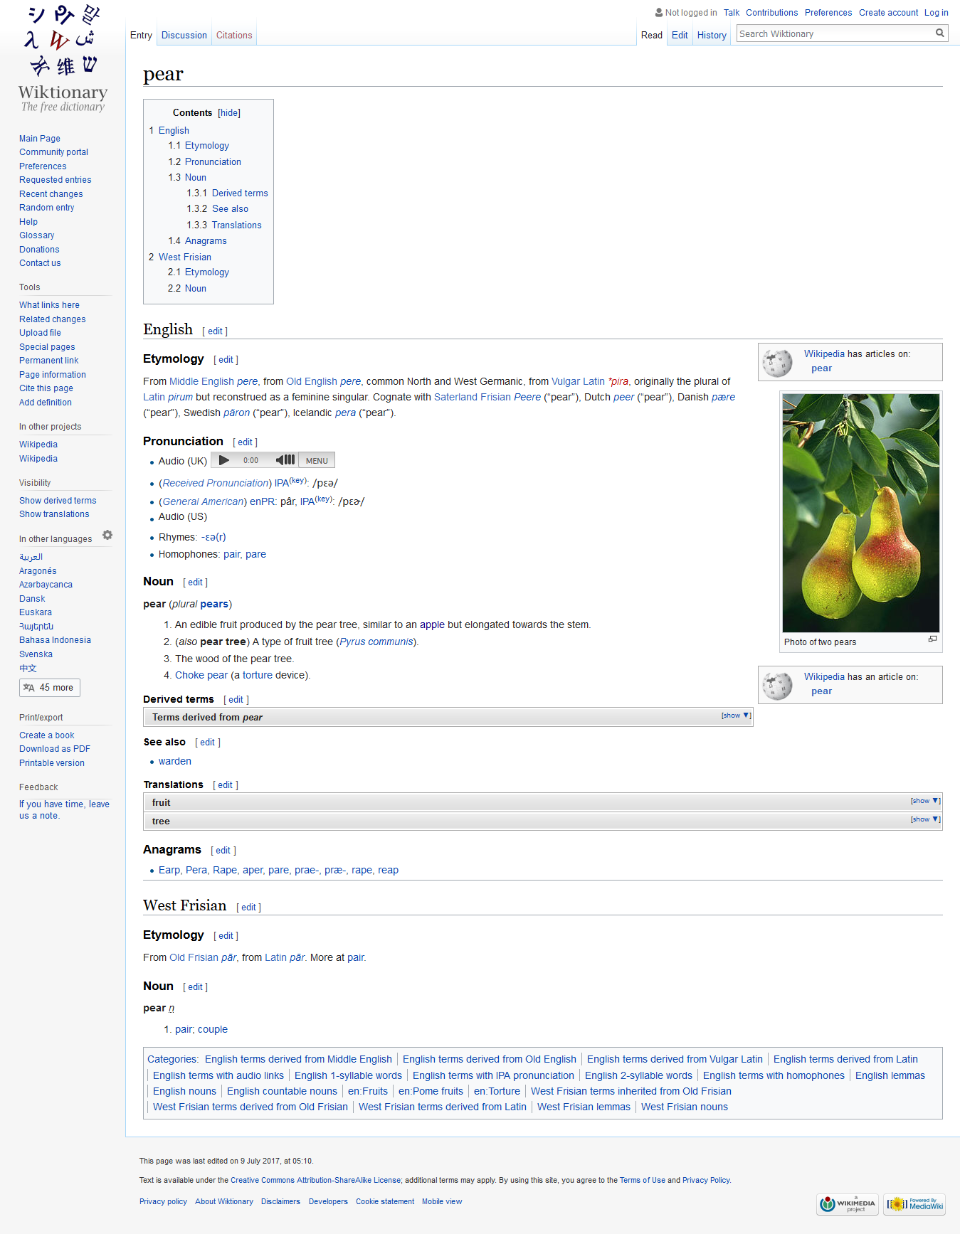 Not logged in Talk Contributions Preferences Create account Log in
Entry Discussion Citations
Read Edit History Search Wiktionary
Wiktionary
The free dictionary
Main Page
Community portal
Preferences
Requested entries
Recent changes
Random entry
Help
Glossary
Donations
Contact us
Tools
What links here
Related changes
Upload file
Special pages
Permanent link
Page information
Cite this page
Add definition
In other projects
Wikipedia
Wikipedia
Visibility
Show derived terms
Show translations
In other languages
العربية
Aragonés
Azərbaycanca
Dansk
Euskara
Հայերեն
Bahasa Indonesia
Svenska
中文
45 more
Print/export
Create a book
Download as PDF
Printable version
Feedback
If you have time, leave
us a note.
pear
Contents [hide]
1 English
1.1 Etymology
1.2 Pronunciation
1.3 Noun
1.3.1 Derived terms
1.3.2 See also
1.3.3 Translations
1.4 Anagrams
2 West Frisian
2.1 Etymology
2.2 Noun
English [ edit ]
Wikipedia has articles on:
pear
Etymology [ edit ]
From Middle English pere, from Old English pere, common North and West Germanic, from Vulgar Latin *pira, originally the plural of
Latin pirum but reconstrued as a feminine singular. Cognate with Saterland Frisian Peere (“pear”), Dutch peer (“pear”), Danish pære
(“pear”), Swedish päron (“pear”), Icelandic pera (“pear”).
Pronunciation [ edit ]
Audio (UK) 0:00 MENU
(Received Pronunciation) IPA(key): /pɛə/
(General American) enPR: pâr, IPA(key): /pɛɚ/
Audio (US)
Rhymes: -ɛə(r)
Homophones: pair, pare
Photo of two pears
Noun [ edit ]
pear (plural pears)
1. An edible fruit produced by the pear tree, similar to an apple but elongated towards the stem.
2. (also pear tree) A type of fruit tree (Pyrus communis).
3. The wood of the pear tree.
4. Choke pear (a torture device).
Wikipedia has an article on:
pear
Derived terms [ edit ]
Terms derived from pear [show ▼]
See also [ edit ]
warden
Translations [ edit ]
fruit [show ▼]
tree [show ▼]
Anagrams [ edit ]
Earp, Pera, Rape, aper, pare, prae-, præ-, rape, reap
West Frisian [ edit ]
Etymology [ edit ]
From Old Frisian pār, from Latin pār. More at pair.
Noun [ edit ]
pear n
1. pair; couple
Categories: English terms derived from Middle English | English terms derived from Old English | English terms derived from Vulgar Latin | English terms derived from Latin
| English terms with audio links | English 1-syllable words | English terms with IPA pronunciation | English 2-syllable words | English terms with homophones | English lemmas
| English nouns | English countable nouns | en:Fruits | en:Pome fruits | en:Torture | West Frisian terms inherited from Old Frisian
| West Frisian terms derived from Old Frisian | West Frisian terms derived from Latin | West Frisian lemmas | West Frisian nouns
This page was last edited on 9 July 2017, at 05:10.
Text is available under the Creative Commons Attribution-ShareAlike License; additional terms may apply. By using this site, you agree to the Terms of Use and Privacy Policy.
Privacy policy About Wiktionary Disclaimers Developers Cookie statement Mobile view
A WIKIMEDIA project
Powered By MediaWiki